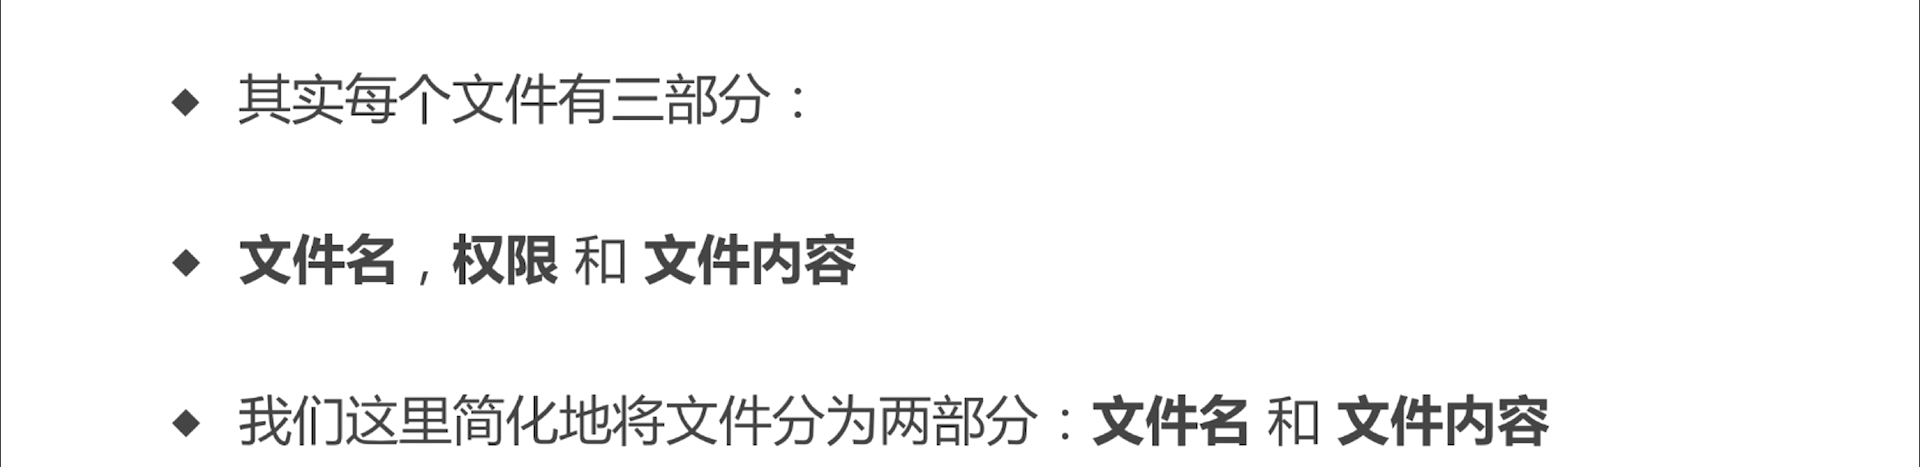 ◆ 其实每个文件有三部分：
◆ 文件名，权限 和 文件内容
◆ 我们这里简化地将文件分为两部分：文件名 和 文件内容